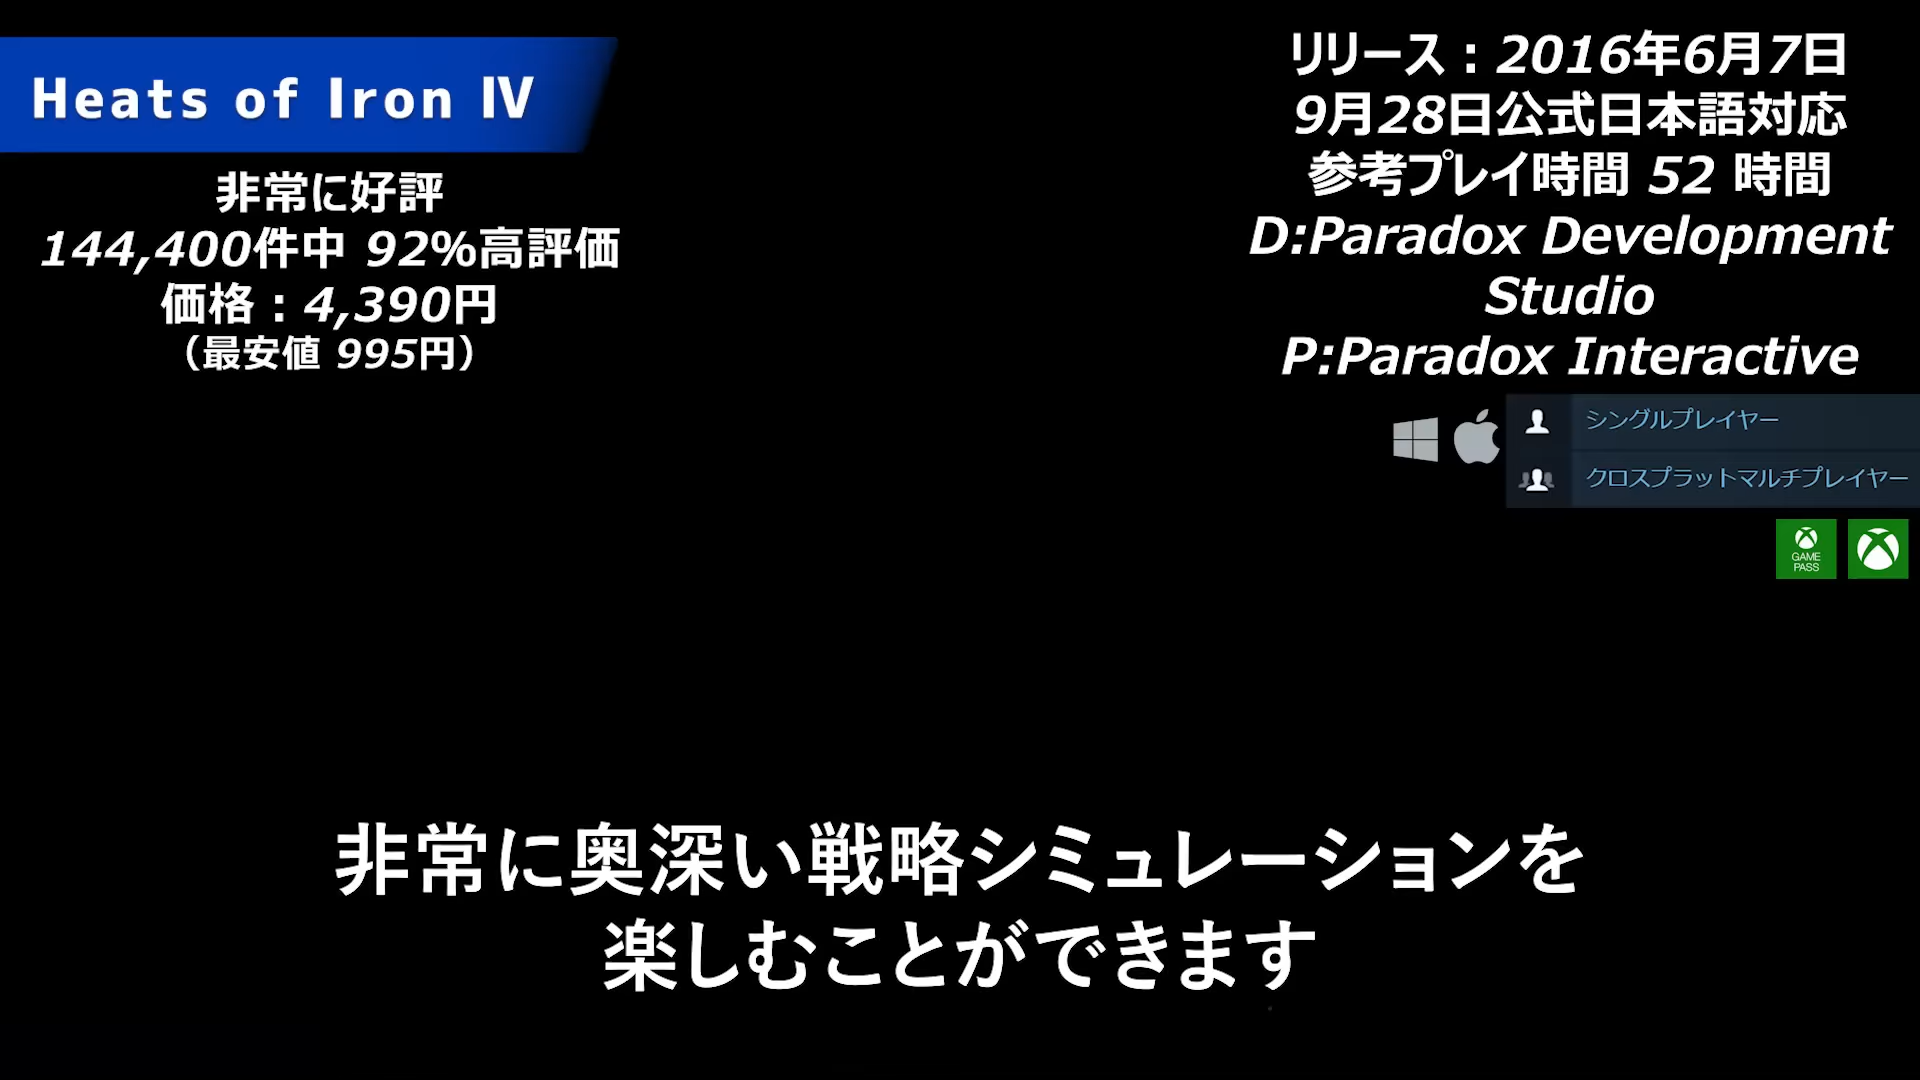 Heats of Iron Ⅳ
非常に好評
144,400件中 92%高評価
価格：4,390円
（最安値 995円）
リリース：2016年6月7日
9月28日公式日本語対応
参考プレイ時間 52 時間
D:Paradox Development
Studio
P:Paradox Interactive
シングルプレイヤー
クロスプラットマルチプレイヤー
GAME
PASS
非常に奥深い戦略シミュレーションを
楽しむことができます